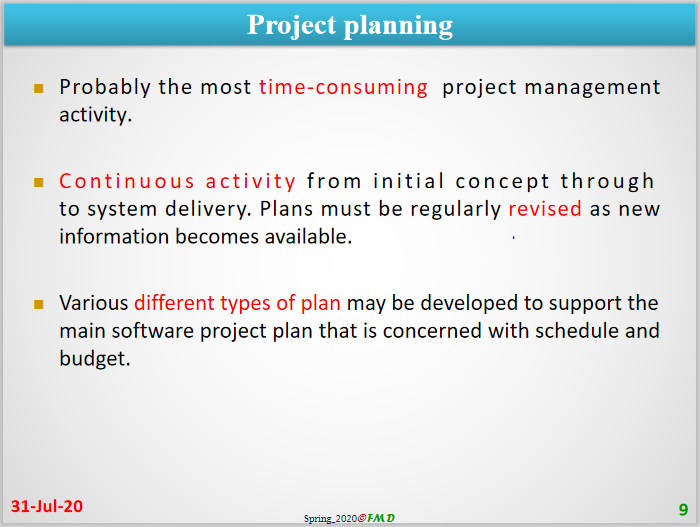 Project planning
Probably the most time-consuming project management
activity.
Continuous activity from initial concept through
to system delivery. Plans must be regularly revised as new
information becomes available.
Various different types of plan may be developed to support the
main software project plan that is concerned with schedule and
budget.
31-Jul-20
Spring_2020©FMD
9